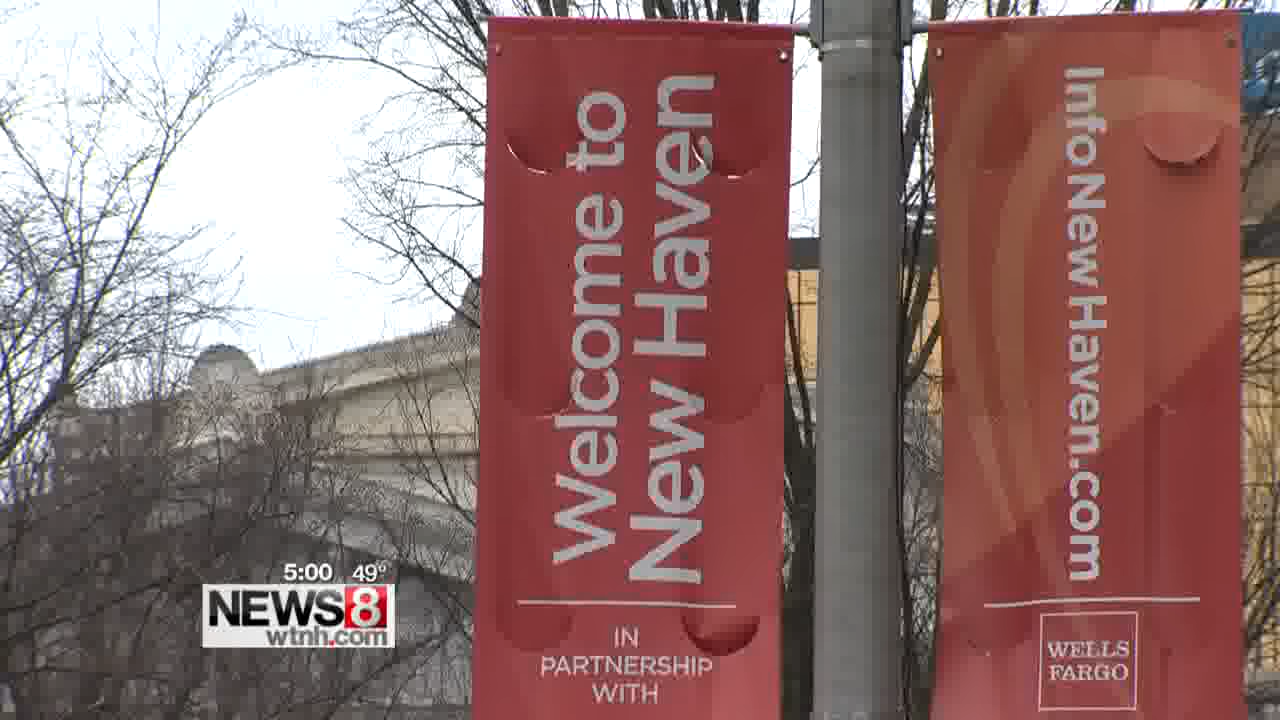 Welcome to
New Haven
IN
PARTNERSHIP
WITH
InfoNewHaven.com
WELLS
FARGO
5:00 49°
NEWS8
wtnh.com